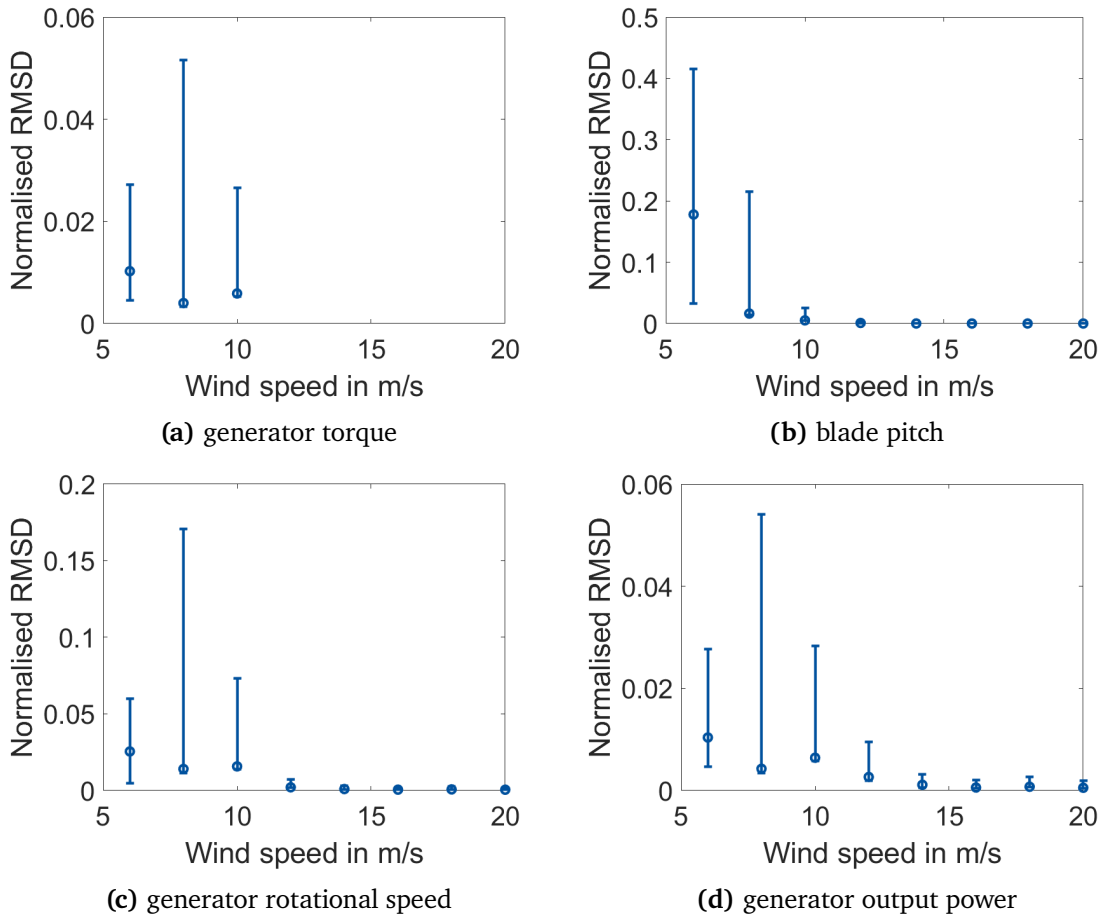 0.06
0.04
0.02
0
5
10
15
20
Normalised RMSD
Wind speed in m/s
(a) generator torque
0.5
0.4
0.3
0.2
0.1
0
5
10
15
20
Normalised RMSD
Wind speed in m/s
(b) blade pitch
0.2
0.15
0.1
0.05
0
5
10
15
20
Normalised RMSD
Wind speed in m/s
(c) generator rotational speed
0.06
0.04
0.02
0
5
10
15
20
Normalised RMSD
Wind speed in m/s
(d) generator output power